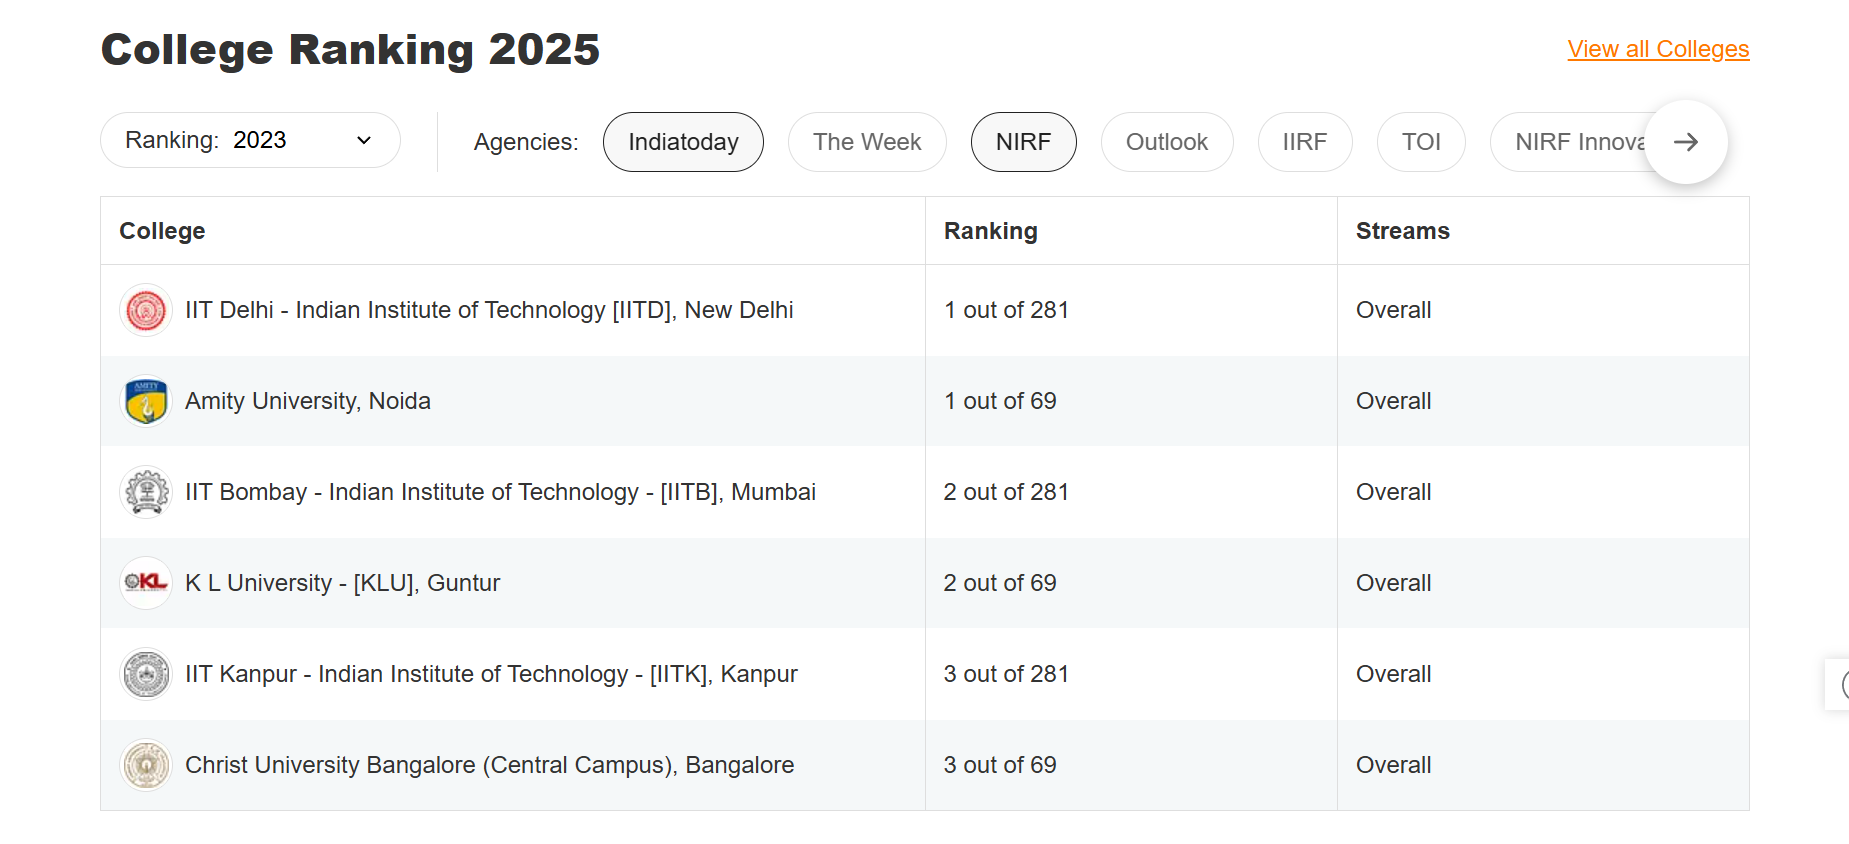 College Ranking 2025
View all Colleges
Ranking: 2023
Agencies: Indiatoday The Week NIRF Outlook IIRF TOI NIRF Innova
College Ranking Streams
IIT Delhi - Indian Institute of Technology [IITD], New Delhi 1 out of 281 Overall
AMITY
Amity University, Noida 1 out of 69 Overall
IIT Bombay - Indian Institute of Technology - [IITB], Mumbai 2 out of 281 Overall
KL
K L University - [KLU], Guntur 2 out of 69 Overall
IIT Kanpur - Indian Institute of Technology - [IITK], Kanpur 3 out of 281 Overall
Christ University Bangalore (Central Campus), Bangalore 3 out of 69 Overall